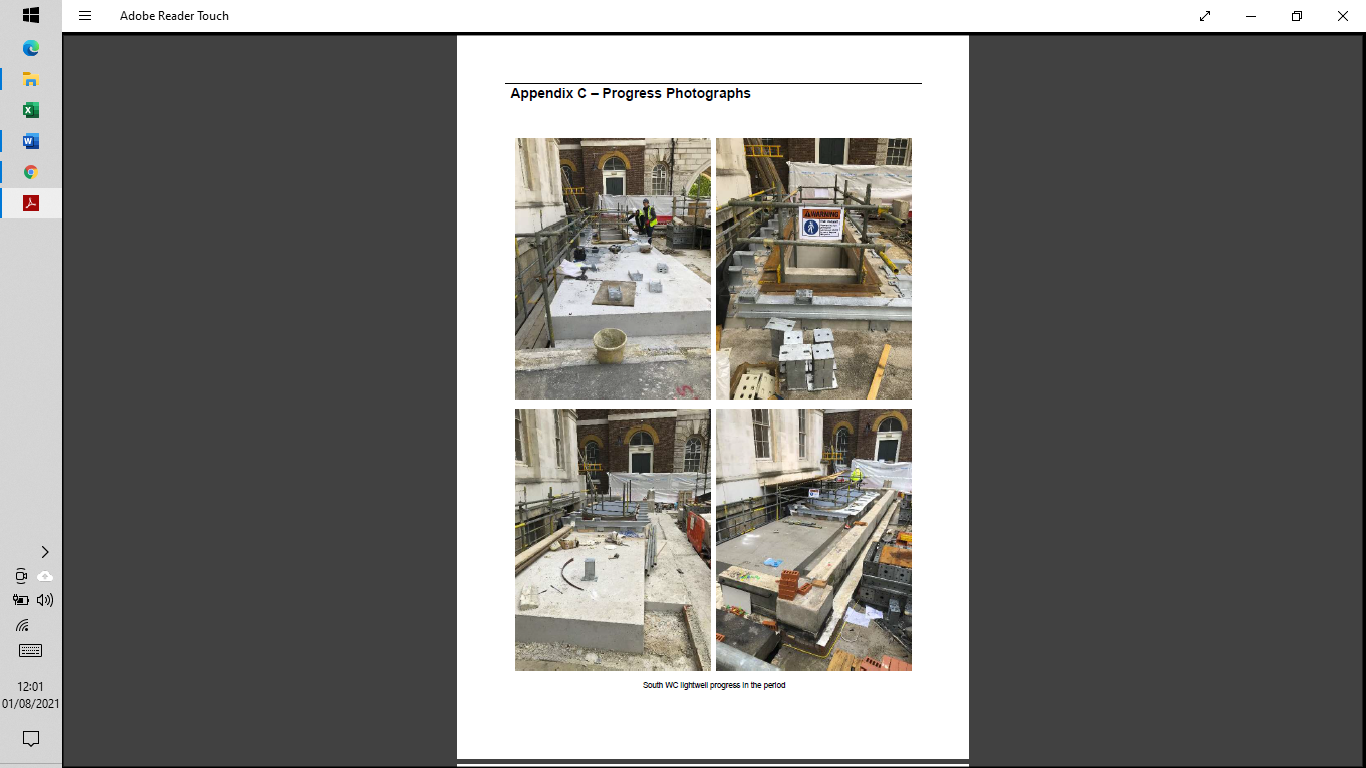 Adobe Reader Touch
Appendix C – Progress Photographs
WARNING
South WC lightwell progress in the period
12:01
01/08/2021